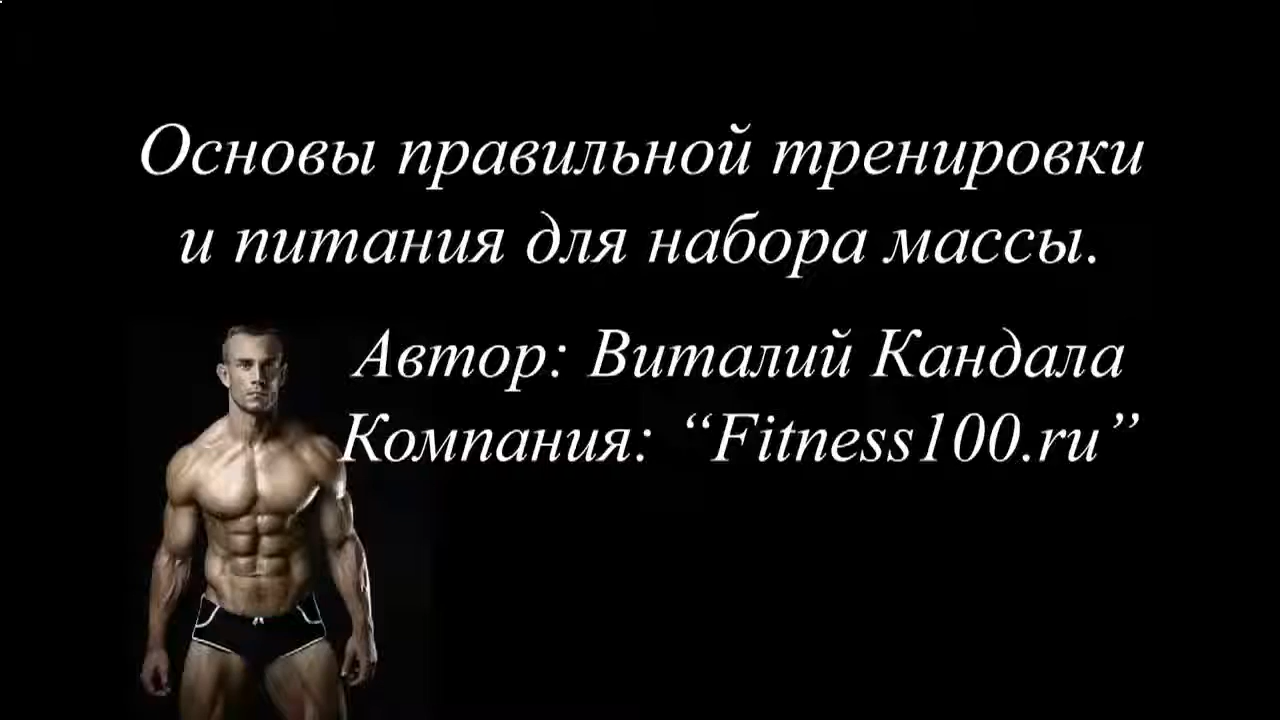 Основы правильной тренировки
и питания для набора массы.
Автор: Виталий Кандала
Компания: “Fitness100.ru”